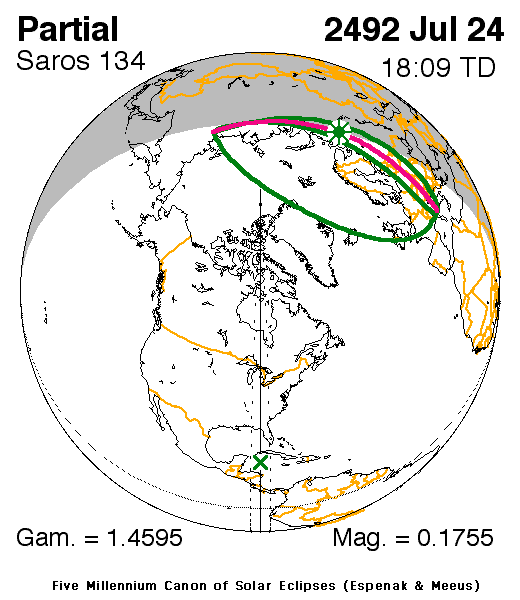 Partial 2492 Jul 24
Saros 134 18:09 TD
Gam. = 1.4595 Mag. = 0.1755
Five Millennium Canon of Solar Eclipses (Espenak & Meeus)